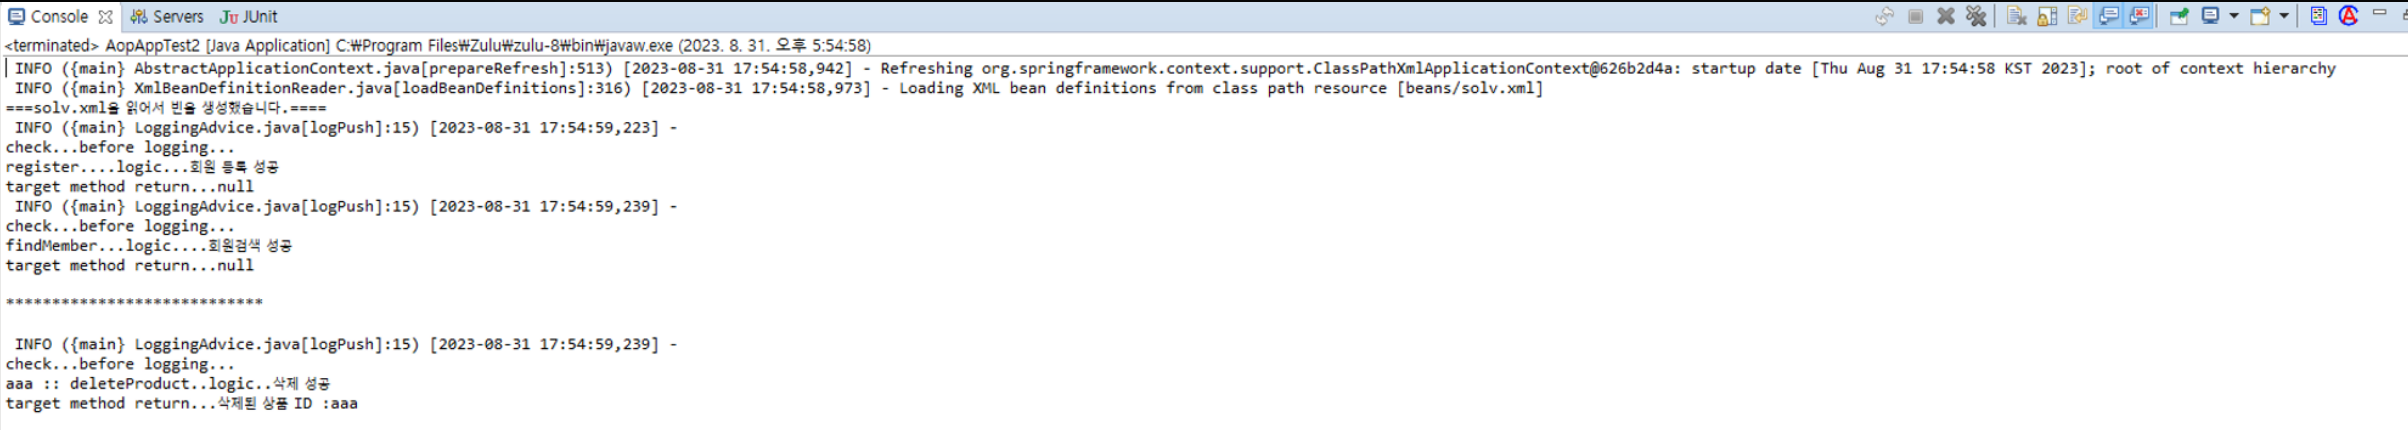 Console Servers JUnit
<terminated> AopAppTest2 [Java Application] C:₩Program Files₩Zulu₩zulu-8₩bin₩javaw.exe (2023. 8. 31. 오후 5:54:58)
INFO ({main} AbstractApplicationContext.java[prepareRefresh]:513) [2023-08-31 17:54:58,942] - Refreshing org.springframework.context.support.ClassPathXmlApplicationContext@626b2d4a: startup date [Thu Aug 31 17:54:58 KST 2023]; root of context hierarchy
INFO ({main} XmlBeanDefinitionReader.java[loadBeanDefinitions]:316) [2023-08-31 17:54:58,973] - Loading XML bean definitions from class path resource [beans/solv.xml]
===solv.xml을 읽어서 빈을 생성했습니다.====
INFO ({main} LoggingAdvice.java[logPush]:15) [2023-08-31 17:54:59,223] -
check...before logging...
register....logic...회원 등록 성공
target method return...null
INFO ({main} LoggingAdvice.java[logPush]:15) [2023-08-31 17:54:59,239] -
check...before logging...
findMember...logic....회원검색 성공
target method return...null
****************************
INFO ({main} LoggingAdvice.java[logPush]:15) [2023-08-31 17:54:59,239] -
check...before logging...
aaa :: deleteProduct..logic..삭제 성공
target method return...삭제된 상품 ID :aaa